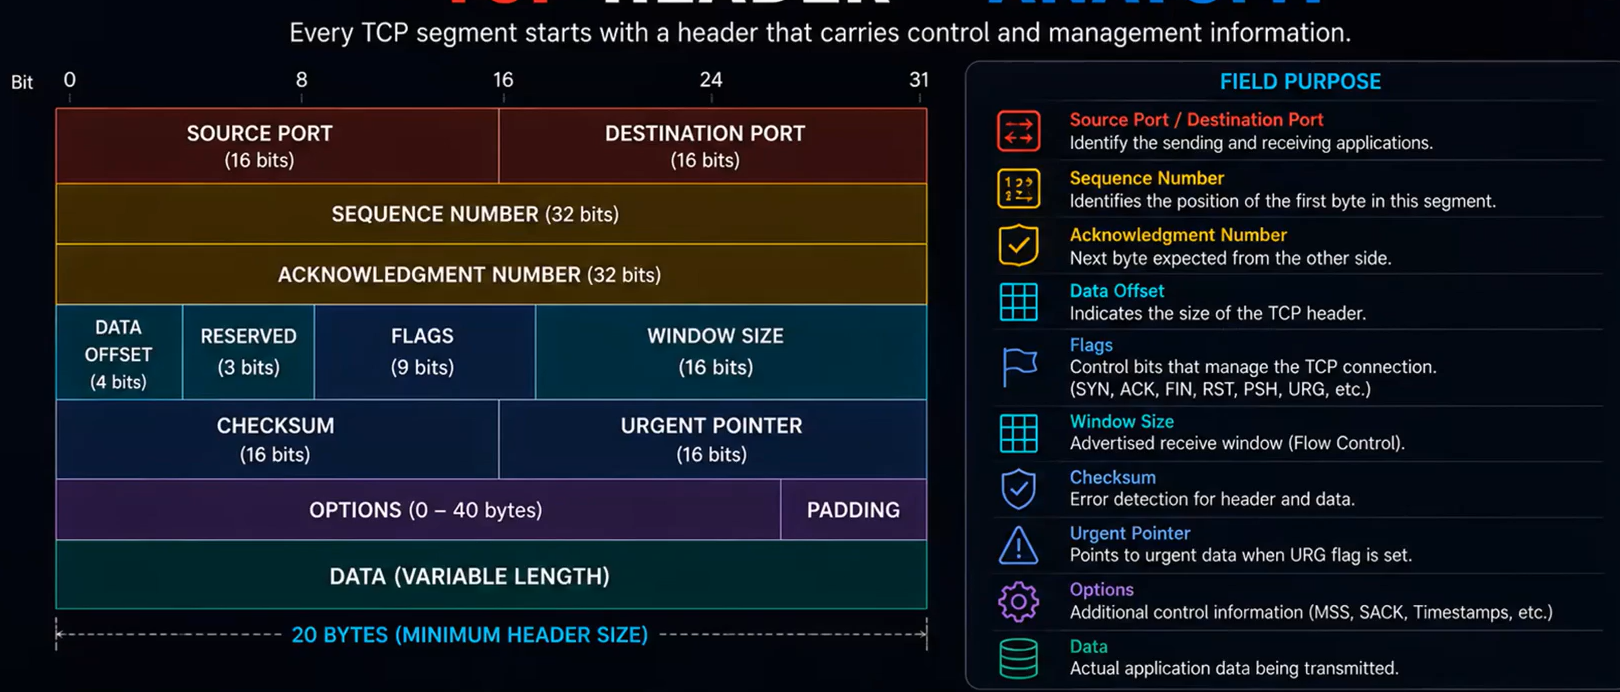 Every TCP segment starts with a header that carries control and management information.
Bit 0 8 16 24 31
SOURCE PORT
(16 bits)
DESTINATION PORT
(16 bits)
SEQUENCE NUMBER (32 bits)
ACKNOWLEDGMENT NUMBER (32 bits)
DATA
OFFSET
(4 bits)
RESERVED
(3 bits)
FLAGS
(9 bits)
WINDOW SIZE
(16 bits)
CHECKSUM
(16 bits)
URGENT POINTER
(16 bits)
OPTIONS (0 – 40 bytes)
PADDING
DATA (VARIABLE LENGTH)
20 BYTES (MINIMUM HEADER SIZE)
FIELD PURPOSE
Source Port / Destination Port
Identify the sending and receiving applications.
Sequence Number
Identifies the position of the first byte in this segment.
Acknowledgment Number
Next byte expected from the other side.
Data Offset
Indicates the size of the TCP header.
Flags
Control bits that manage the TCP connection.
(SYN, ACK, FIN, RST, PSH, URG, etc.)
Window Size
Advertised receive window (Flow Control).
Checksum
Error detection for header and data.
Urgent Pointer
Points to urgent data when URG flag is set.
Options
Additional control information (MSS, SACK, Timestamps, etc.)
Data
Actual application data being transmitted.